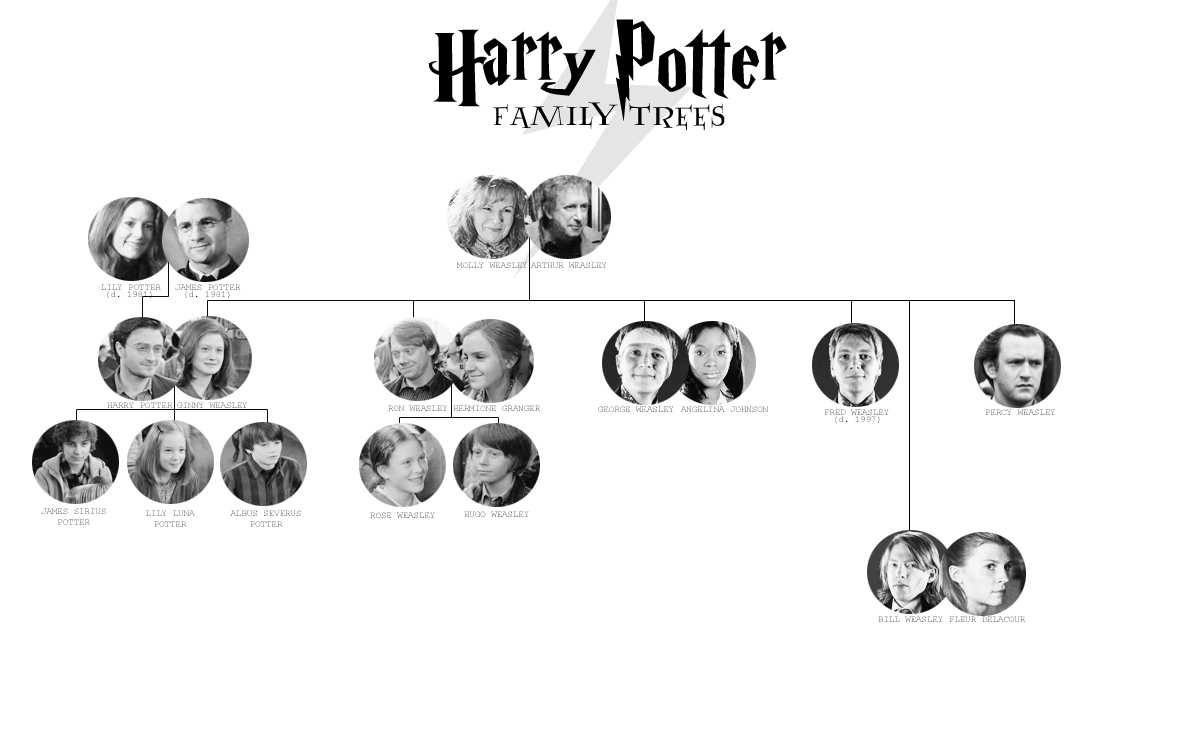 Harry Potter
FAMILY TREES
MOLLY WEASLEY ARTHUR WEASLEY
LILY POTTER
(d. 1981)
JAMES POTTER
(d. 1981)
HARRY POTTER GINNY WEASLEY
RON WEASLEY HERMIONE GRANGER
GEORGE WEASLEY ANGELINA JOHNSON
FRED WEASLEY
(d. 1997)
PERCY WEASLEY
JAMES SIRIUS
POTTER
LILY LUNA
POTTER
ALBUS SEVERUS
POTTER
ROSE WEASLEY
HUGO WEASLEY
BILL WEASLEY FLEUR DELACOUR